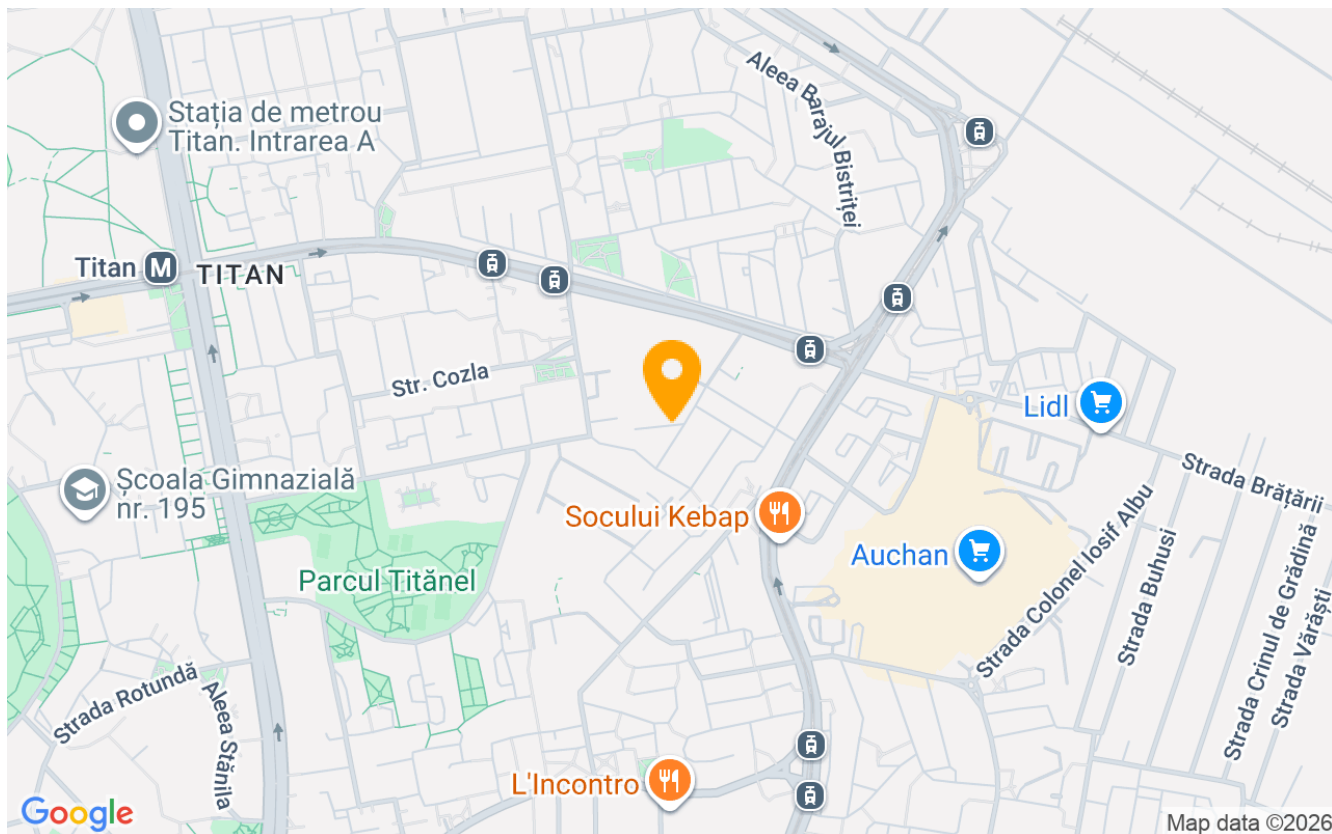 Aleea Barajul Bistriței
Stația de metrou
Titan. Intrarea A
Titan
M
TITAN
Str. Cozla
Lidl
Școala Gimnazială
nr. 195
Strada Brățării
Socului Kebap
Auchan
Parcul Titănel
Strada Colonel Iosif Albu
Strada Buhusi
Strada Crinul de Grădină
Strada Vărăști
Strada Rotundă
Aleea Stănila
L'Incontro
Google
Map data ©2026